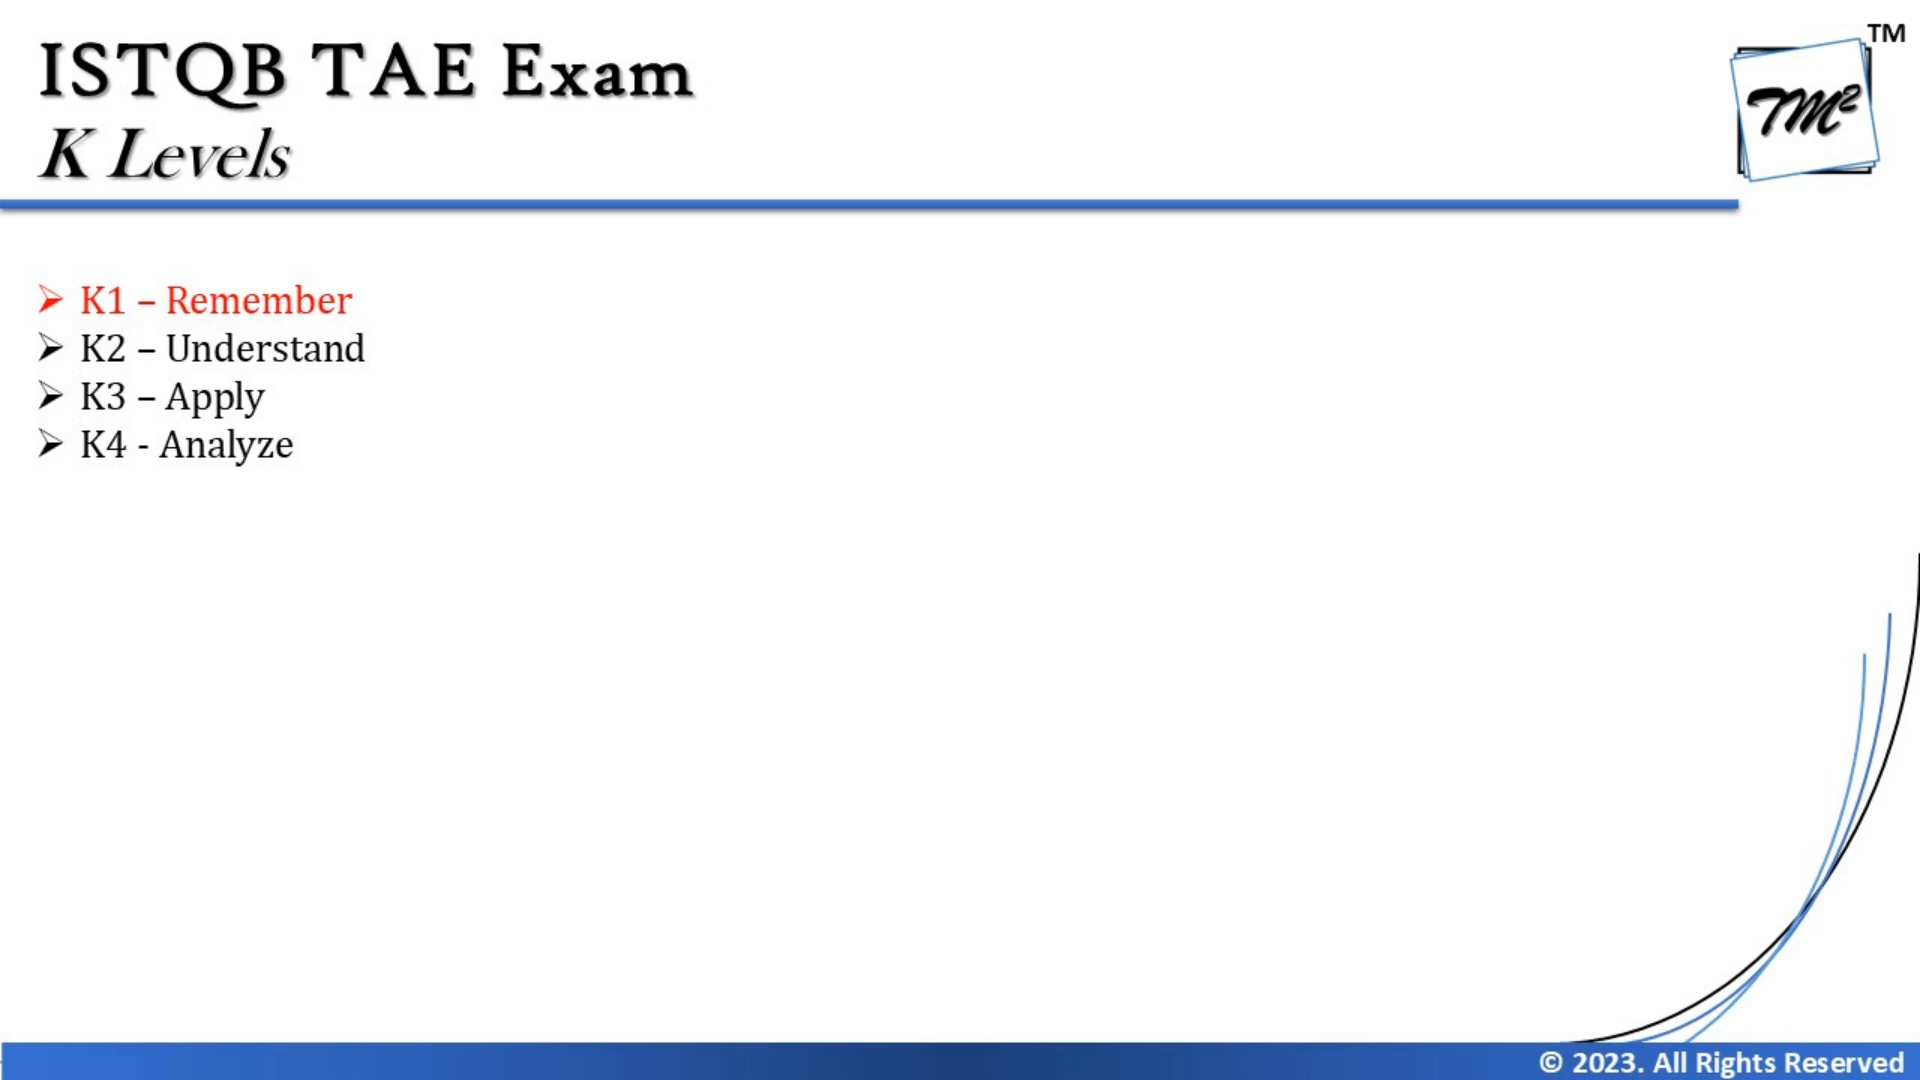 ISTQB TAE Exam
K Levels
TM
TM2
➢ K1 – Remember
➢ K2 – Understand
➢ K3 – Apply
➢ K4 - Analyze
© 2023. All Rights Reserved